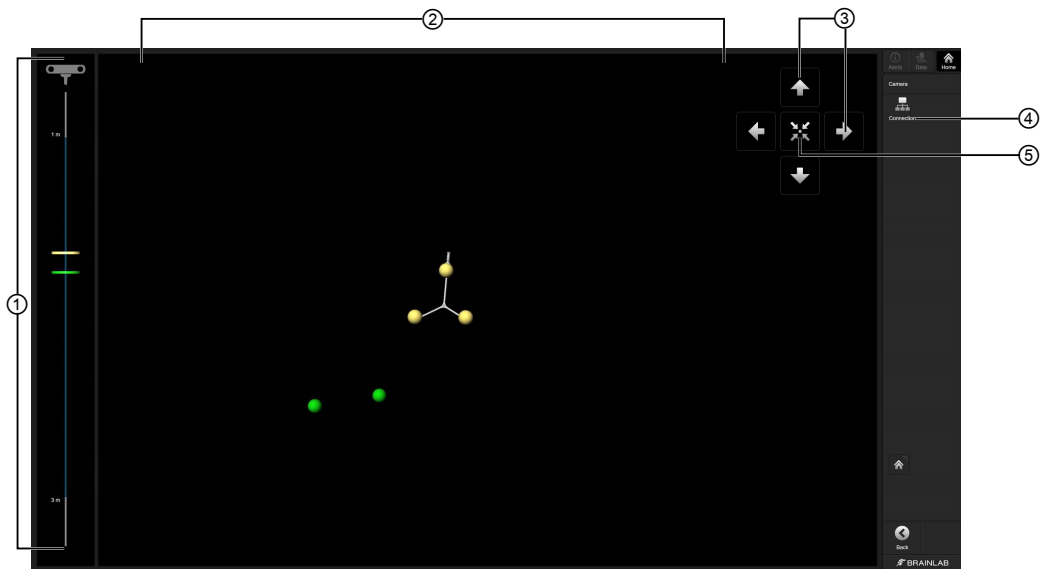 ②
③
①
1 m
3 m
Alerts
Data
Home
Camera
Connection
④
⑤
Back
BRAINLAB